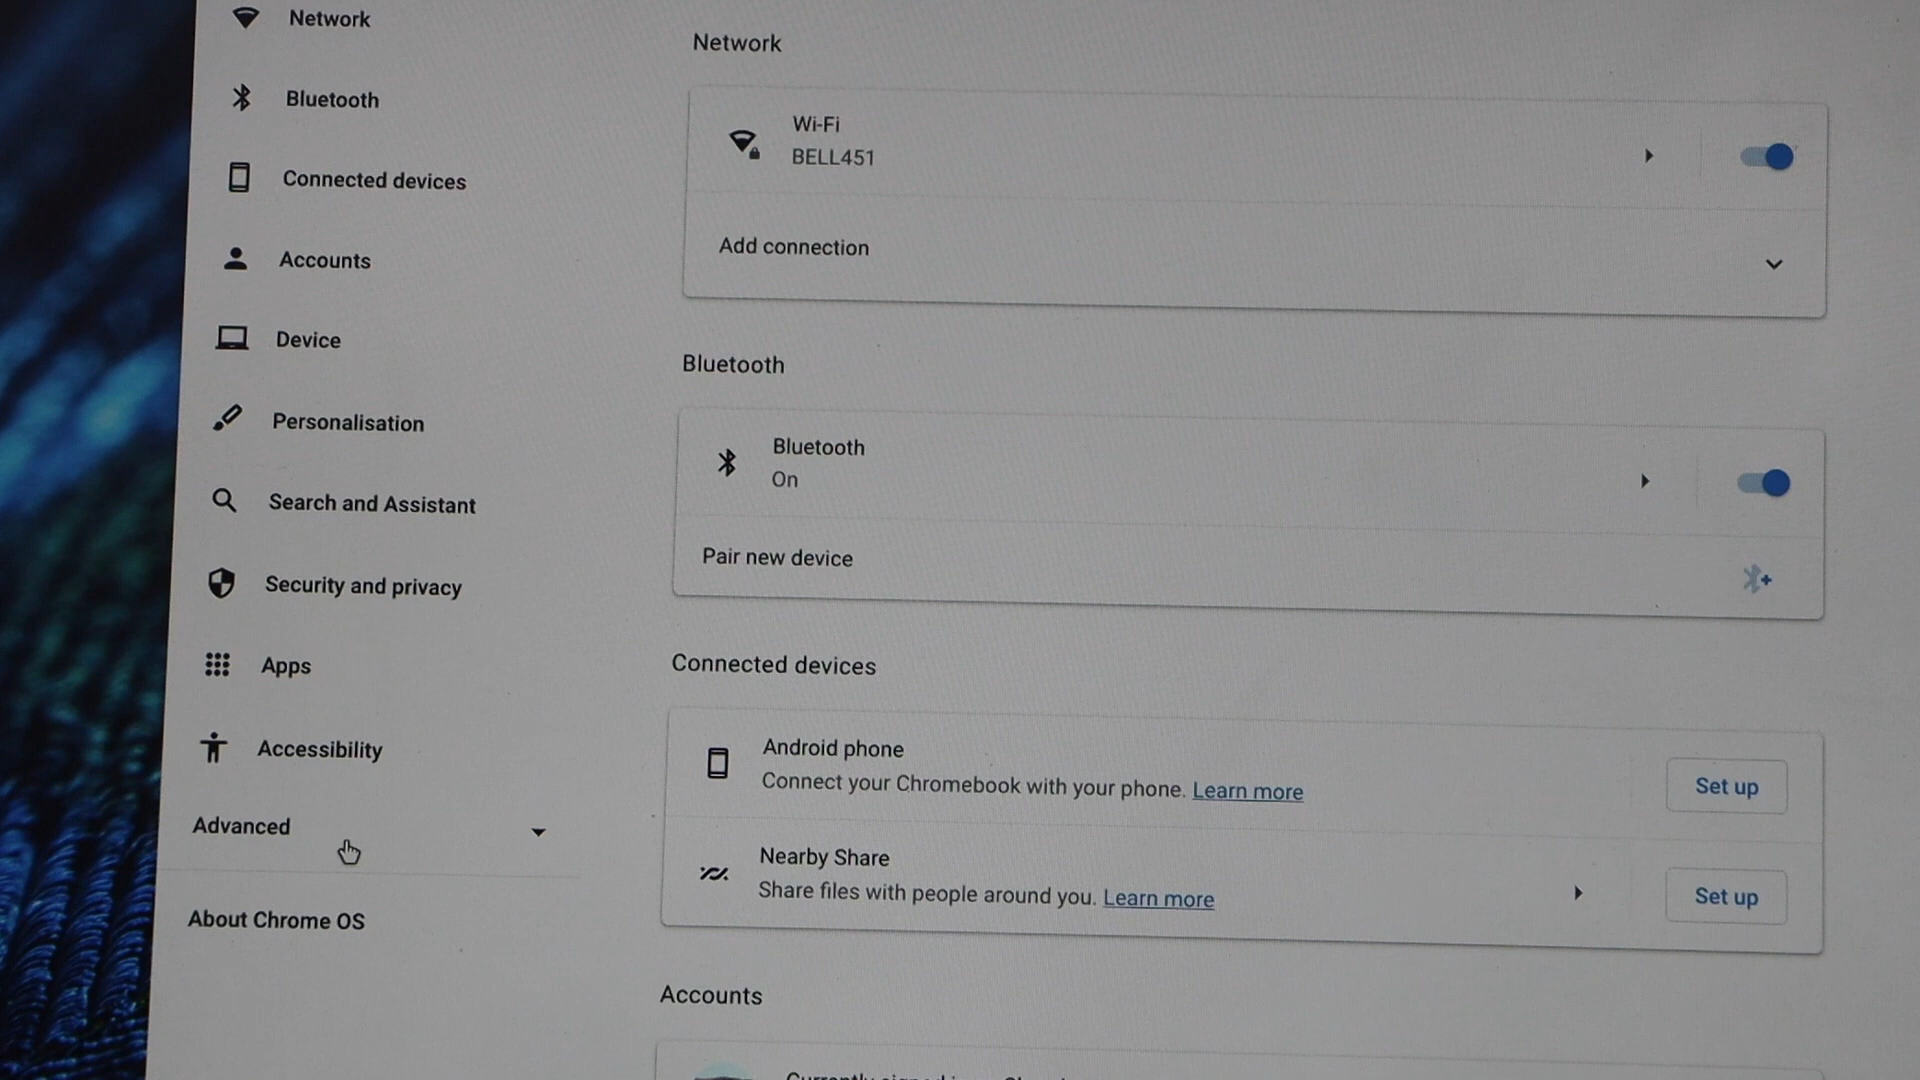 Network
Bluetooth
Connected devices
Accounts
Device
Personalisation
Search and Assistant
Security and privacy
Apps
Accessibility
Advanced
About Chrome OS
Network
Wi-Fi
BELL451
Add connection
Bluetooth
Bluetooth
On
Pair new device
Connected devices
Android phone
Connect your Chromebook with your phone. Learn more
Set up
Nearby Share
Share files with people around you. Learn more
Set up
Accounts